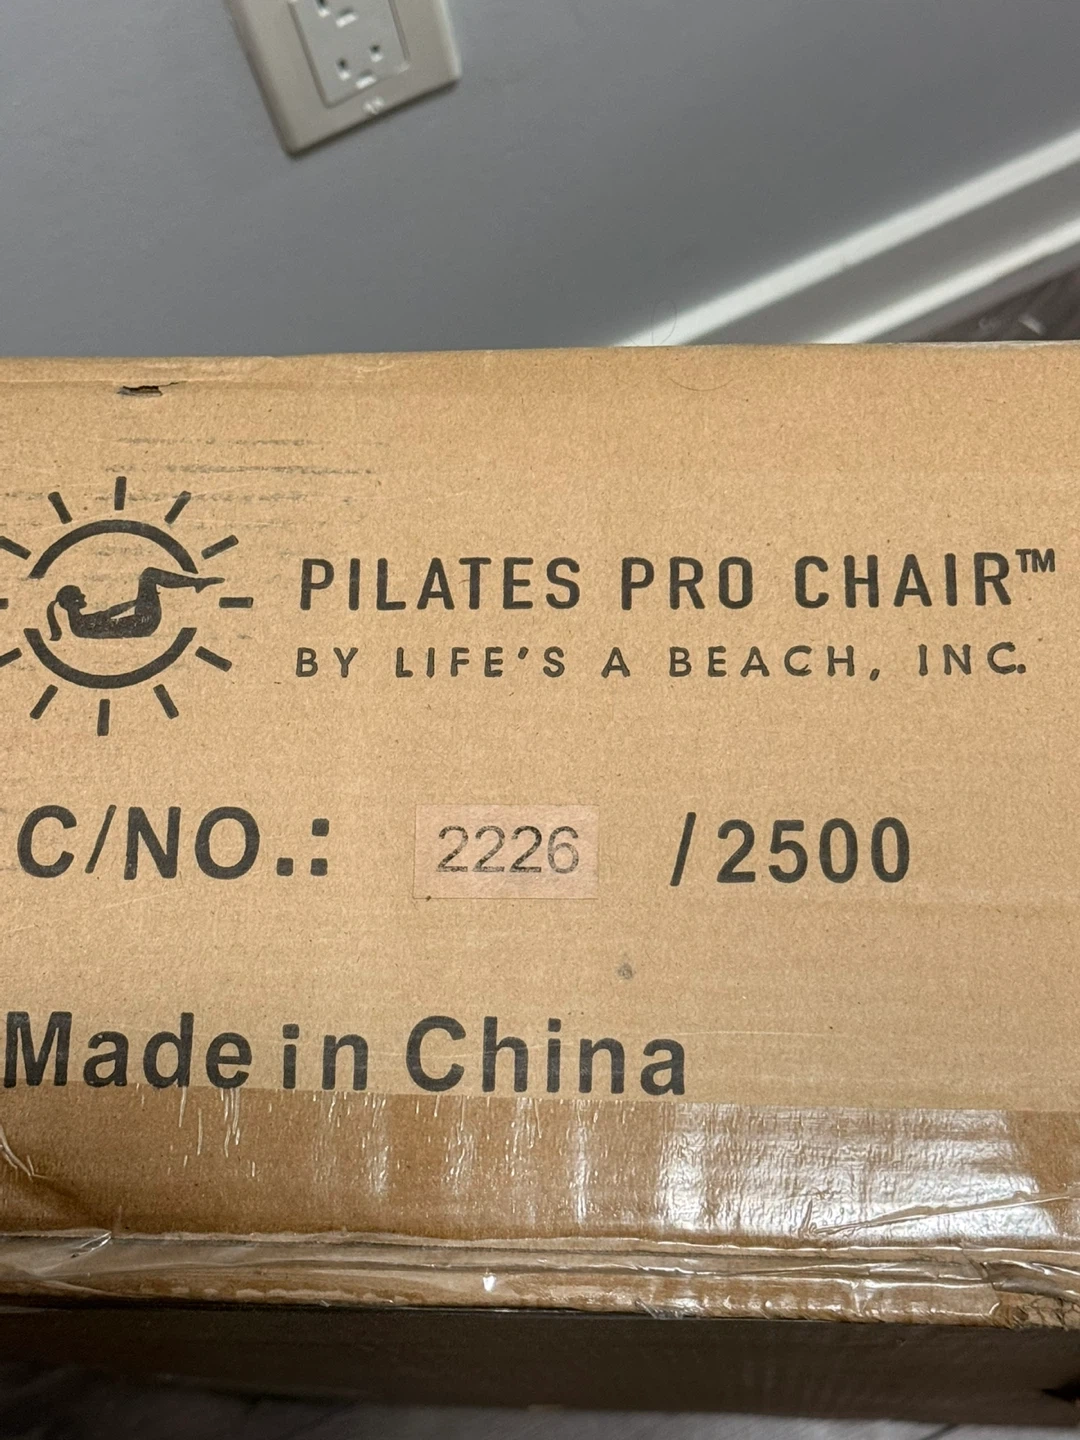 PILATES PRO CHAIR™
BY LIFE'S A BEACH, INC.
C/NO.: 2226 /2500
Made in China